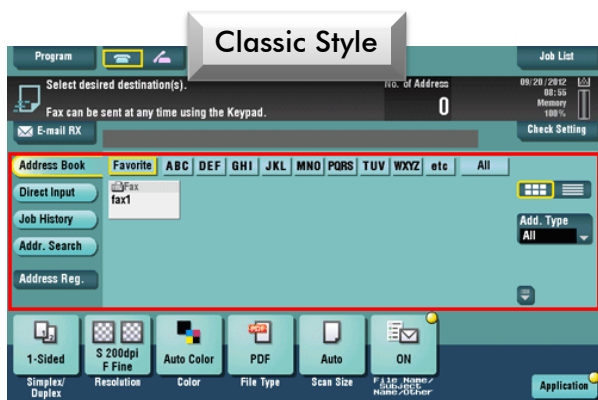 Classic Style
Program
Job List
Select desired destination(s).
No. of Address
09/20/2012
08:55
Fax can be sent at any time using the Keypad.
0
Memory
100%
E-mail RX
Check Setting
Address Book
Favorite
ABC
DEF
GHI
JKL
MNO
PQRS
TUV
WXYZ
etc
All
Direct Input
Fax
fax1
Job History
Add. Type
All
Addr. Search
Address Reg.
1-Sided
S 200dpi
F Fine
Auto Color
PDF
Auto
ON
Simplex/
Duplex
Resolution
Color
File Type
Scan Size
File Name/
Subject
Name/Other
Application